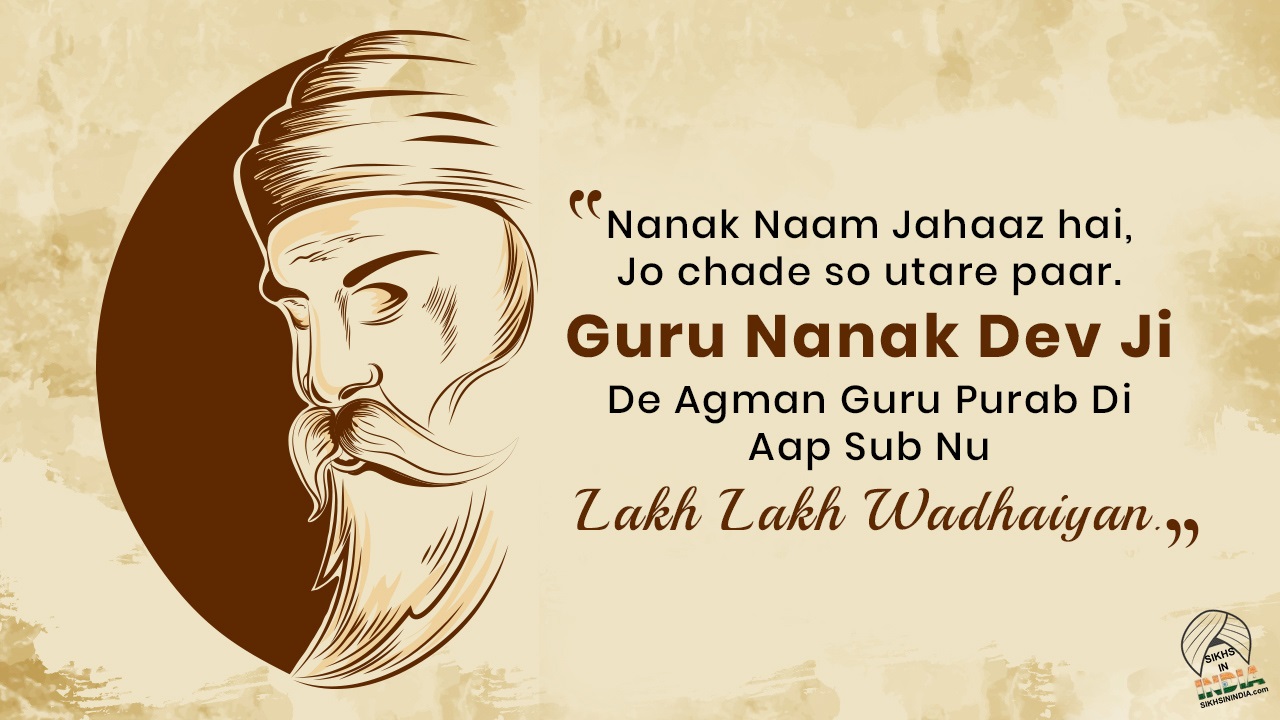 “Nanak Naam Jahaaz hai,
Jo chade so utare paar.
Guru Nanak Dev Ji
De Agman Guru Purab Di
Aap Sub Nu
Lakh Lakh Wadhaiyan.”
SIKHS
IN
INDIA
SIKHSININDIA.com